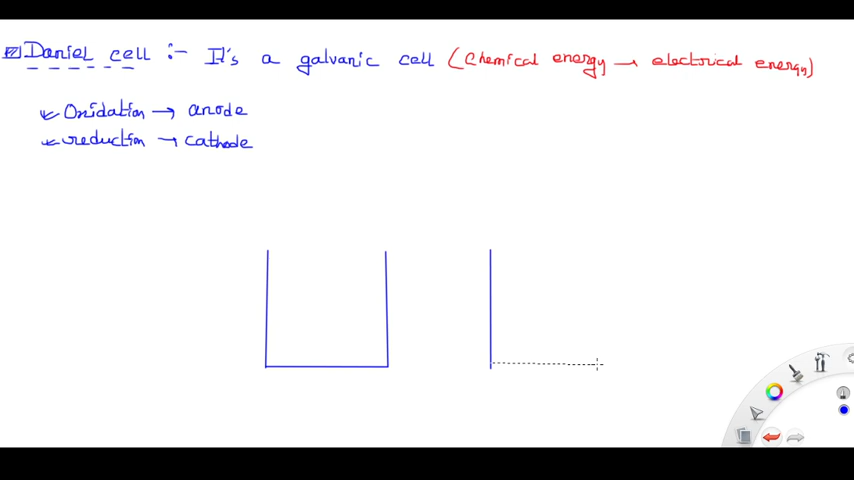 Daniel cell :- It's a galvanic cell (Chemical energy → electrical energy)
Oxidation → anode
reduction → cathode